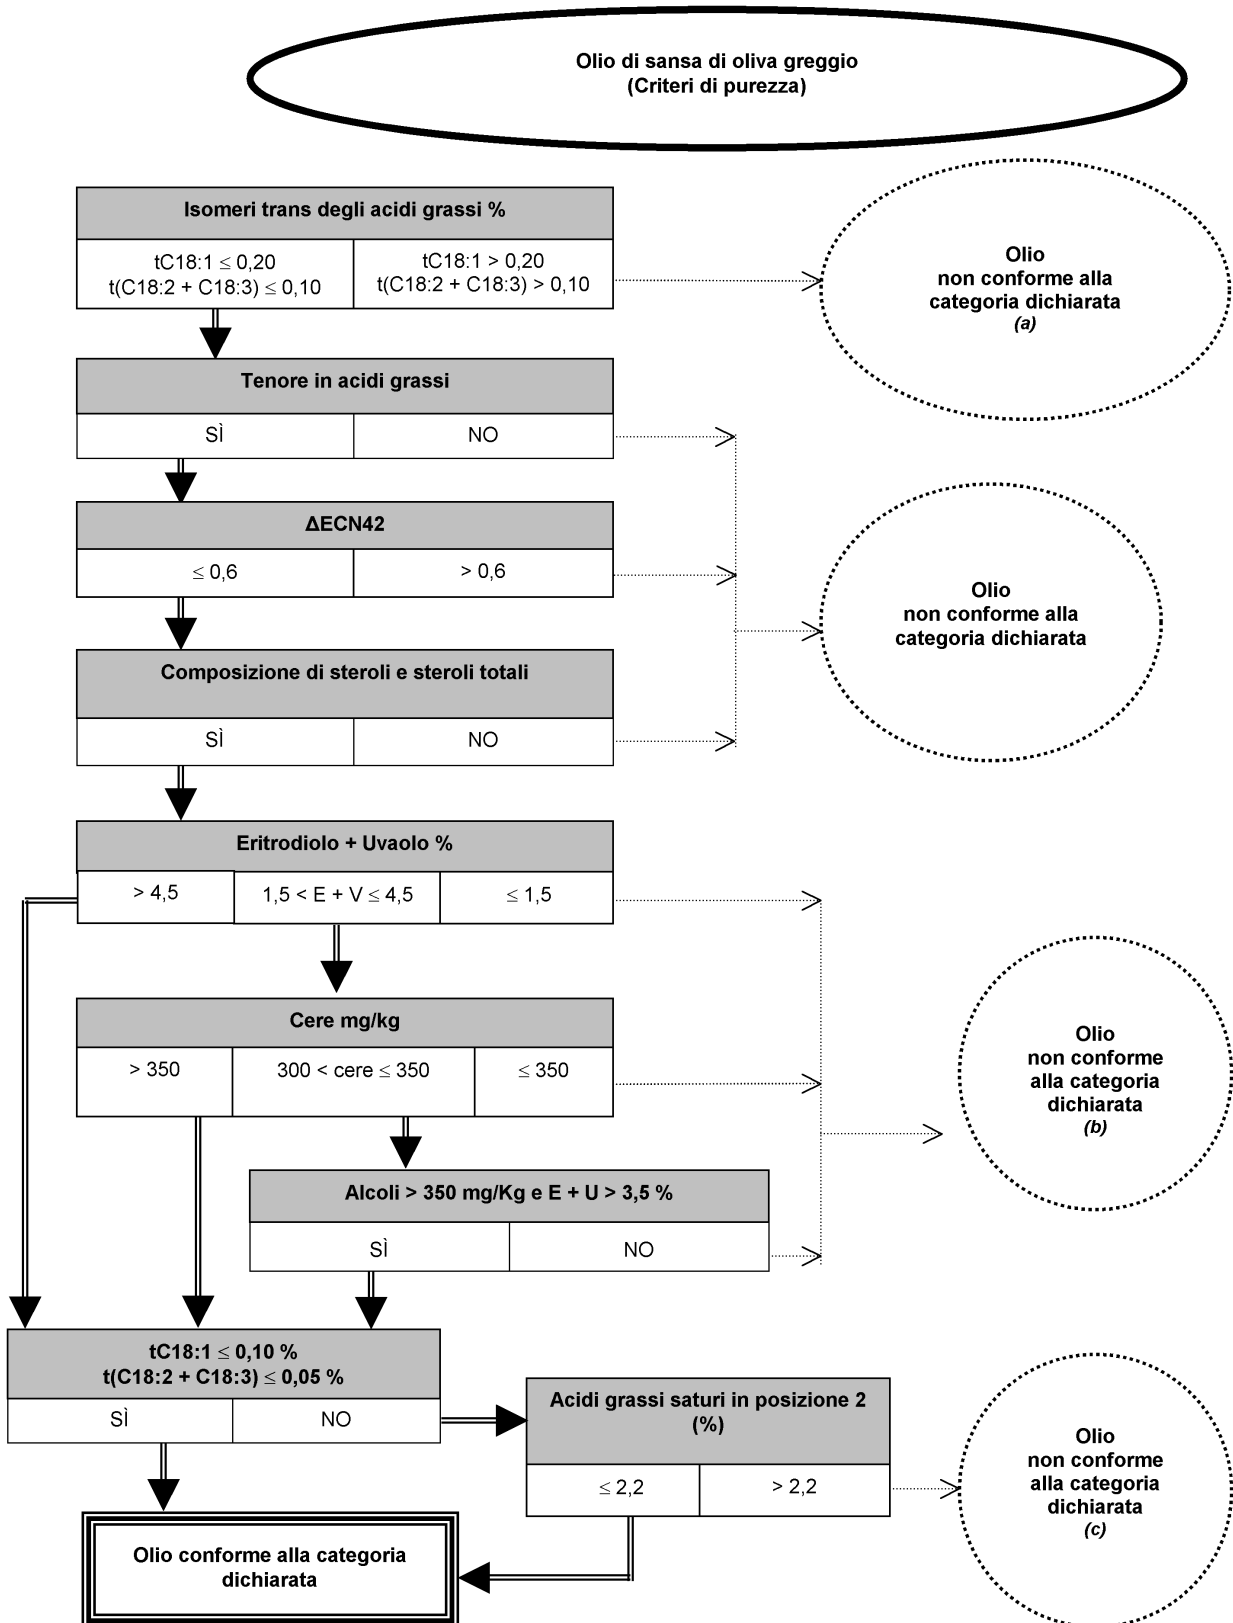 Olio di sansa di oliva greggio
(Criteri di purezza)
Isomeri trans degli acidi grassi %
tC18:1 ≤ 0,20
t(C18:2 + C18:3) ≤ 0,10
tC18:1 > 0,20
t(C18:2 + C18:3) > 0,10
Olio
non conforme alla
categoria dichiarata
(a)
Tenore in acidi grassi
SÌ
NO
ΔECN42
≤ 0,6
> 0,6
Olio
non conforme alla
categoria dichiarata
Composizione di steroli e steroli totali
SÌ
NO
Eritrodiolo + Uvaolo %
> 4,5
1,5 < E + V ≤ 4,5
≤ 1,5
Cere mg/kg
> 350
300 < cere ≤ 350
≤ 350
Olio
non conforme
alla categoria
dichiarata
(b)
Alcoli > 350 mg/Kg e E + U > 3,5 %
SÌ
NO
tC18:1 ≤ 0,10 %
t(C18:2 + C18:3) ≤ 0,05 %
SÌ
NO
Acidi grassi saturi in posizione 2
(%)
≤ 2,2
> 2,2
Olio
non conforme
alla categoria
dichiarata
(c)
Olio conforme alla categoria
dichiarata